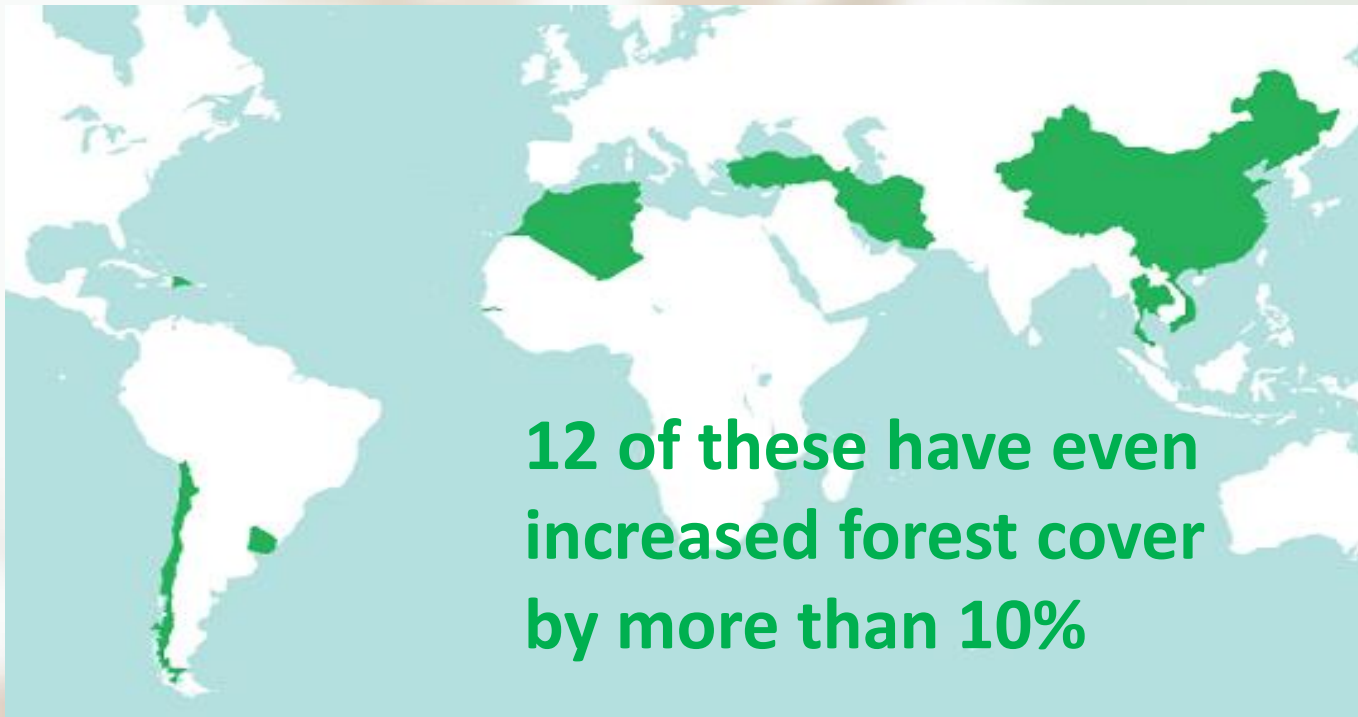 12 of these have even
increased forest cover
by more than 10%